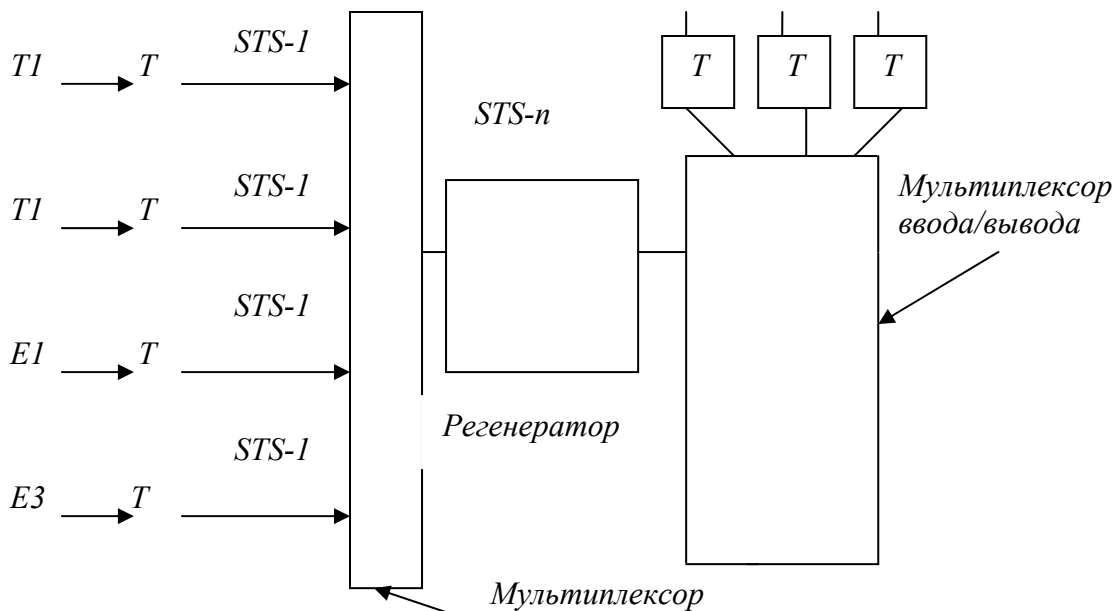 STS-1
T1 T
STS-n
T T T
STS-1
T1 T
Мультиплексор
ввода/вывода
STS-1
E1 T
Регенератор
STS-1
E3 T
Мультиплексор